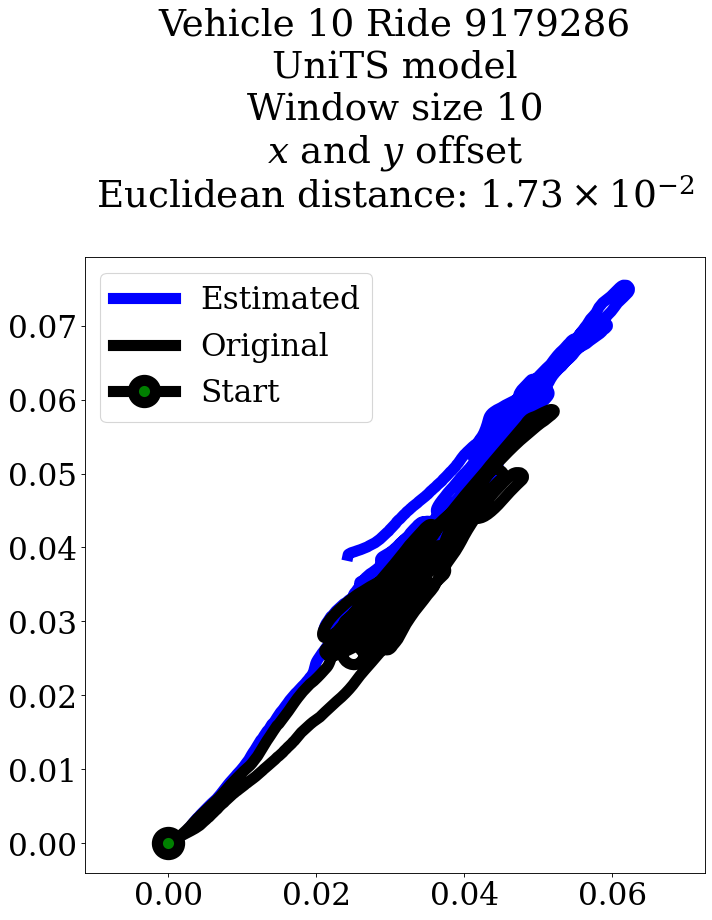 Vehicle 10 Ride 9179286
UniTS model
Window size 10
x and y offset
Euclidean distance: 1.73 × 10⁻²
Estimated
Original
Start
0.07
0.06
0.05
0.04
0.03
0.02
0.01
0.00
0.00 0.02 0.04 0.06